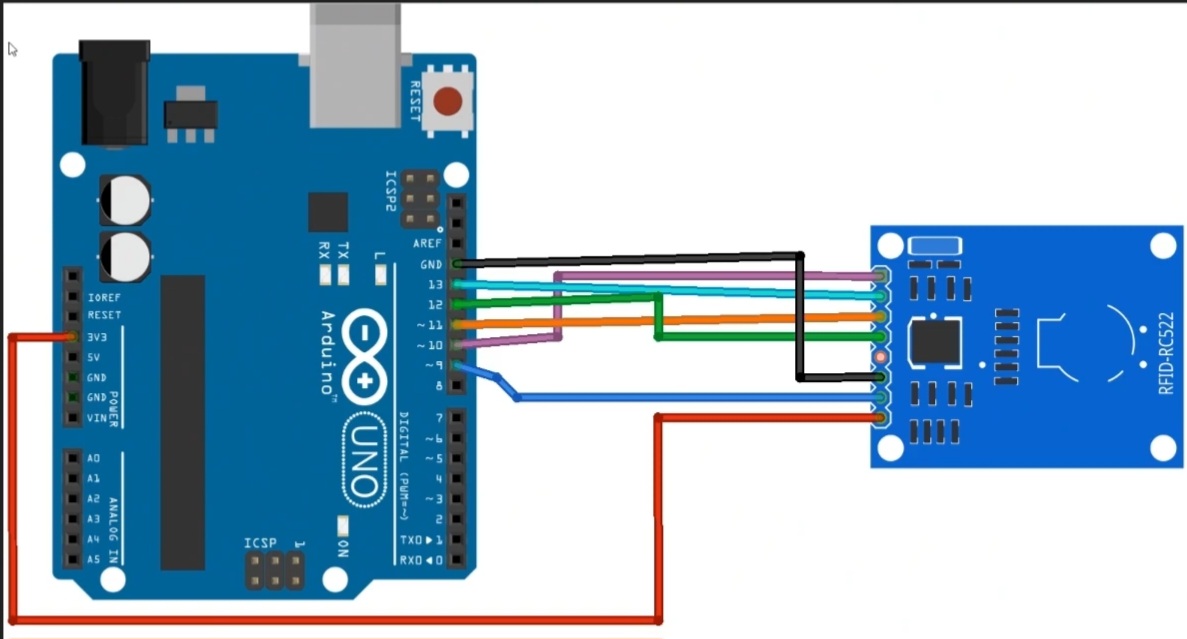 RESET
ICSP2
AREF
GND
13
12
~11
~10
~9
8
7
~6
~5
4
~3
2
TX0▶1
RX0◀0
DIGITAL (PWM=~)
L
TX
RX
Arduino™
UNO
ON
ICSP
1
IOREF
RESET
3V3
5V
GND
GND
VIN
POWER
A0
A1
A2
A3
A4
A5
ANALOG IN
RFID-RC522